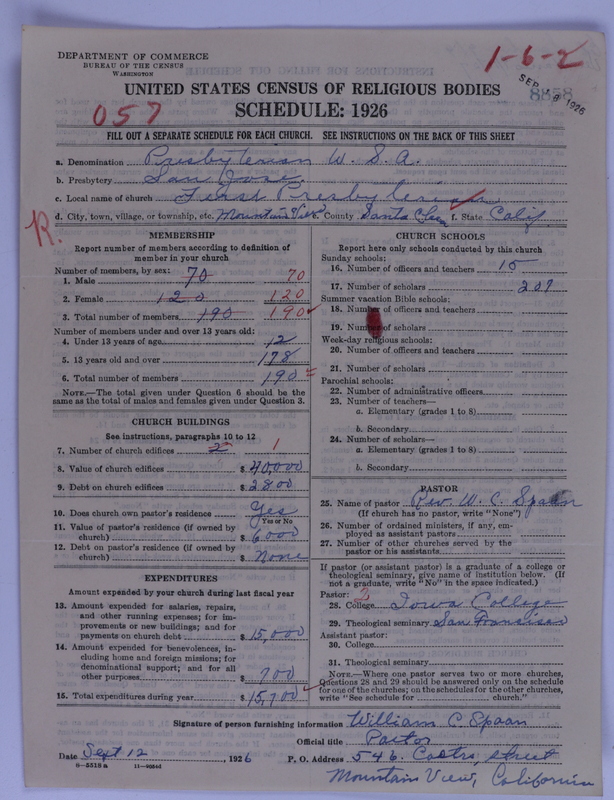 DEPARTMENT OF COMMERCE
BUREAU OF THE CENSUS
WASHINGTON
1-6-2
SEP 1926
8858
UNITED STATES CENSUS OF RELIGIOUS BODIES
057
SCHEDULE: 1926
FILL OUT A SEPARATE SCHEDULE FOR EACH CHURCH. SEE INSTRUCTIONS ON THE BACK OF THIS SHEET
a. Denomination Presbyterian U. S. A.
b. Presbytery San Jose
c. Local name of church First Presbyterian
d. City, town, village, or township, etc. Mountain View County Santa Clara f. State Calif
R.
MEMBERSHIP
Report number of members according to definition of
member in your church
Number of members, by sex:
1. Male 70 70
2. Female 120 120
3. Total number of members 190 190
Number of members under and over 13 years old:
4. Under 13 years of age 12
5. 13 years old and over 178
6. Total number of members 190
NOTE.—The total given under Question 6 should be the
same as the total of males and females given under Question 3.
CHURCH BUILDINGS
See instructions, paragraphs 10 to 12
7. Number of church edifices 2 1
8. Value of church edifices $ 40,000
9. Debt on church edifices $ 2800
10. Does church own pastor's residence Yes
Yes or No
11. Value of pastor's residence (if owned by
church) $ 6000
12. Debt on pastor's residence (if owned by
church) $ None
EXPENDITURES
Amount expended by your church during last fiscal year
13. Amount expended for salaries, repairs,
and other running expenses; for im-
provements or new buildings; and for
payments on church debt $ 15,000
14. Amount expended for benevolences, in-
cluding home and foreign missions; for
denominational support; and for all
other purposes $ 700
15. Total expenditures during year $ 15,700
CHURCH SCHOOLS
Report here only schools conducted by this church
Sunday schools:
16. Number of officers and teachers 15
17. Number of scholars 207
Summer vacation Bible schools:
18. Number of officers and teachers
19. Number of scholars
Week-day religious schools:
20. Number of officers and teachers
21. Number of scholars
Parochial schools:
22. Number of administrative officers
23. Number of teachers—
a. Elementary (grades 1 to 8)
b. Secondary
24. Number of scholars—
a. Elementary (grades 1 to 8)
b. Secondary
PASTOR
25. Name of pastor Rev. W. C. Spaan
(If church has no pastor, write "None")
26. Number of ordained ministers, if any, em-
ployed as assistant pastors
27. Number of other churches served by the
pastor or his assistants
If pastor (or assistant pastor) is a graduate of a college or
theological seminary, give name of institution below. (If
not a graduate, write "No" in the space indicated.)
Pastor: 3
28. College Iowa College
29. Theological seminary San Francisco
Assistant pastor:
30. College
31. Theological seminary
NOTE.—Where one pastor serves two or more churches,
Questions 28 and 29 should be answered only on the schedule
for one of the churches; on the schedules for the other churches,
write "See schedule for church."
Signature of person furnishing information William C. Spaan
Official title Pastor
Date Sept 12, 1926 P. O. Address 546 Castro street
8-5518 a
Mountain View, California